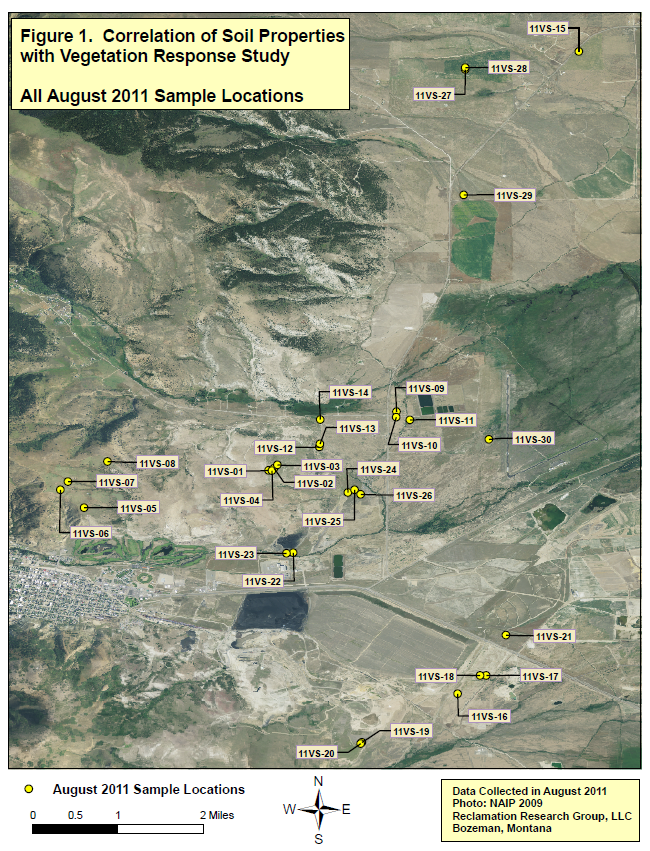 Figure 1. Correlation of Soil Properties
with Vegetation Response Study
All August 2011 Sample Locations
11VS-15
11VS-28
11VS-27
11VS-29
11VS-14
11VS-09
11VS-13
11VS-11
11VS-12
11VS-10
11VS-30
11VS-08
11VS-01
11VS-03
11VS-24
11VS-07
11VS-02
11VS-04
11VS-26
11VS-05
11VS-25
11VS-06
11VS-23
11VS-22
11VS-21
11VS-18
11VS-17
11VS-16
11VS-19
11VS-20
August 2011 Sample Locations
0 0.5 1 2 Miles
N
W E
S
Data Collected in August 2011
Photo: NAIP 2009
Reclamation Research Group, LLC
Bozeman, Montana